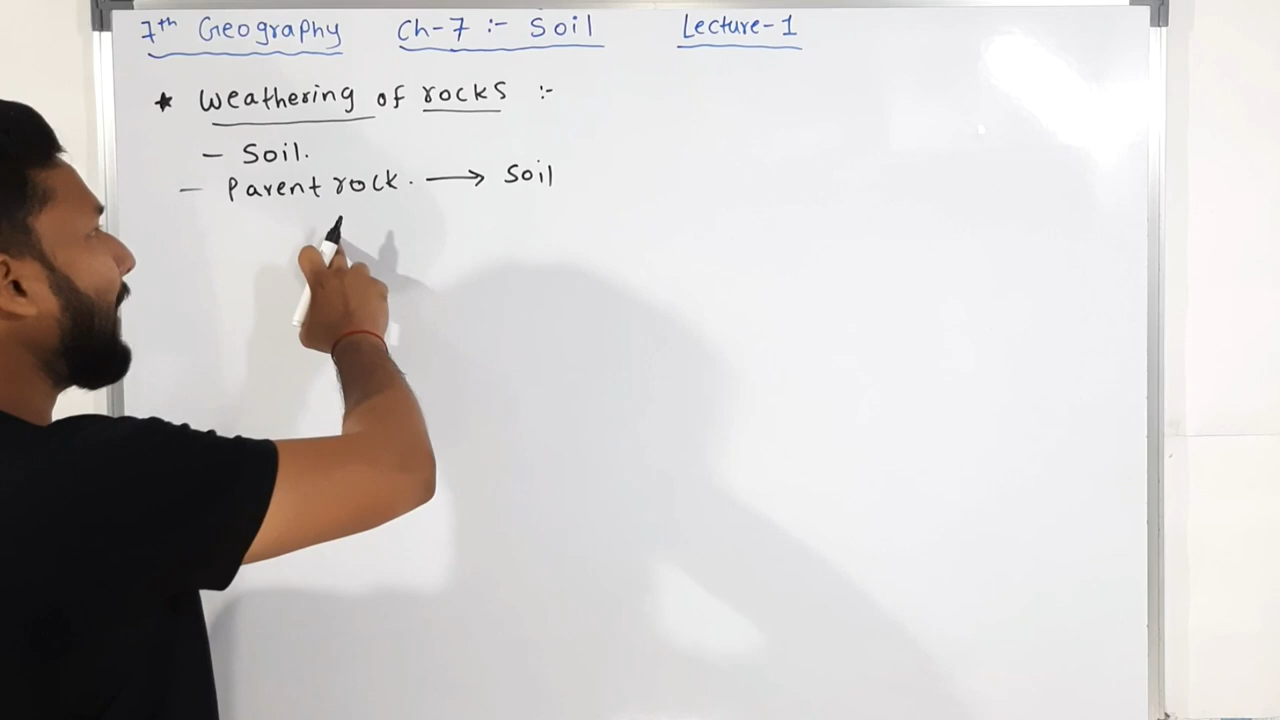 7th Geography Ch-7 :- Soil Lecture-1
★ Weathering of rocks :-
- Soil.
- Parent rock. → Soil